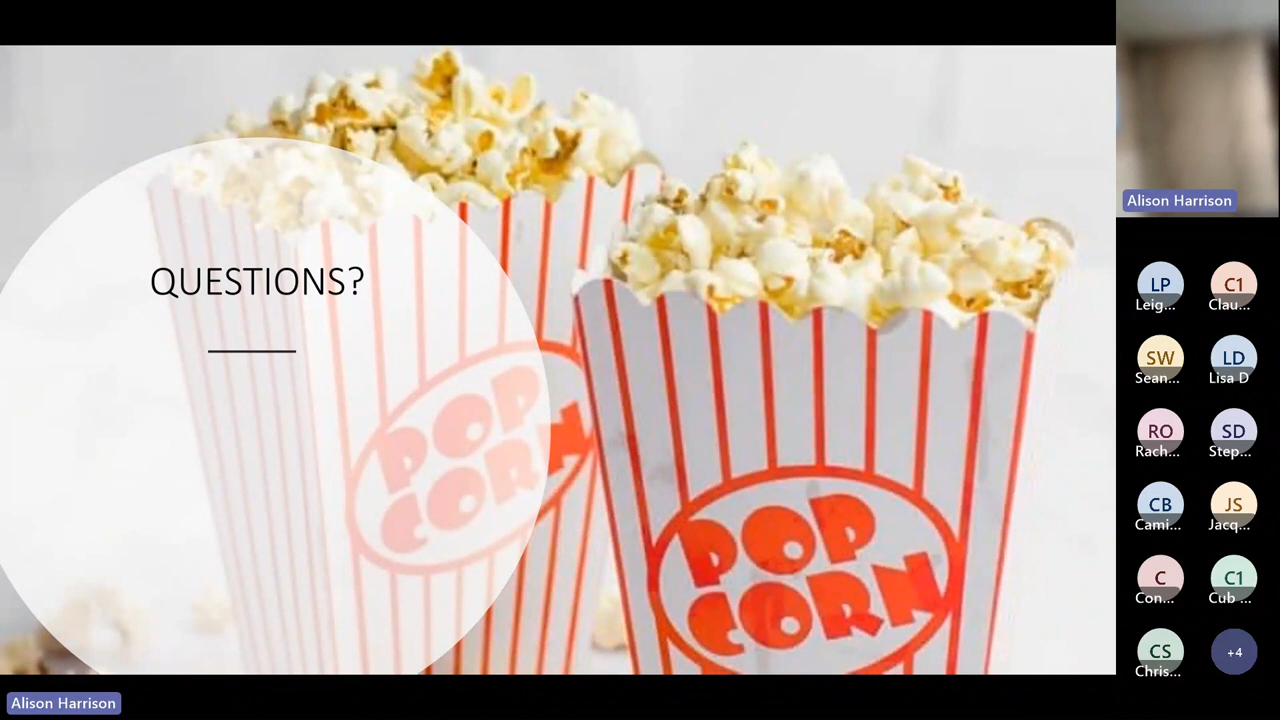 QUESTIONS?
POP
CORN
POP
CORN
Alison Harrison
LP
Leig...
C1
Clau...
SW
Sean...
LD
Lisa D
RO
Rach...
SD
Step...
CB
Cami...
JS
Jacq...
C
Con...
C1
Cub ...
CS
Chris...
+4
Alison Harrison